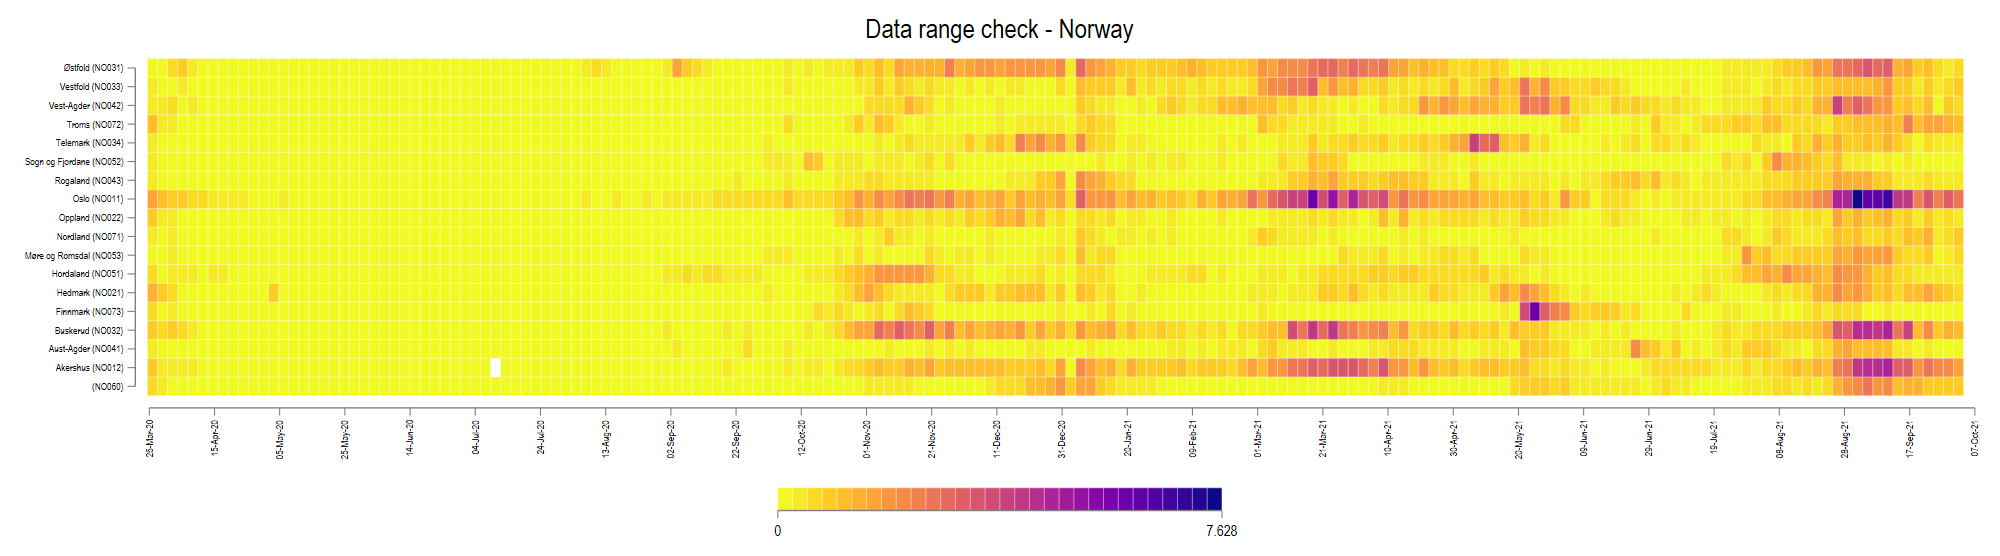 Data range check - Norway
Østfold (NO031)
Vestfold (NO033)
Vest-Agder (NO042)
Troms (NO072)
Telemark (NO034)
Sogn og Fjordane (NO052)
Rogaland (NO043)
Oslo (NO011)
Oppland (NO022)
Nordland (NO071)
Møre og Romsdal (NO053)
Hordaland (NO051)
Hedmark (NO021)
Finnmark (NO073)
Buskerud (NO032)
Aust-Agder (NO041)
Akershus (NO012)
(NO060)
26-Mar-20
15-Apr-20
05-May-20
25-May-20
14-Jun-20
04-Jul-20
24-Jul-20
13-Aug-20
02-Sep-20
22-Sep-20
12-Oct-20
01-Nov-20
21-Nov-20
11-Dec-20
31-Dec-20
20-Jan-21
09-Feb-21
01-Mar-21
21-Mar-21
10-Apr-21
30-Apr-21
20-May-21
09-Jun-21
29-Jun-21
19-Jul-21
08-Aug-21
28-Aug-21
17-Sep-21
07-Oct-21
0
7.628